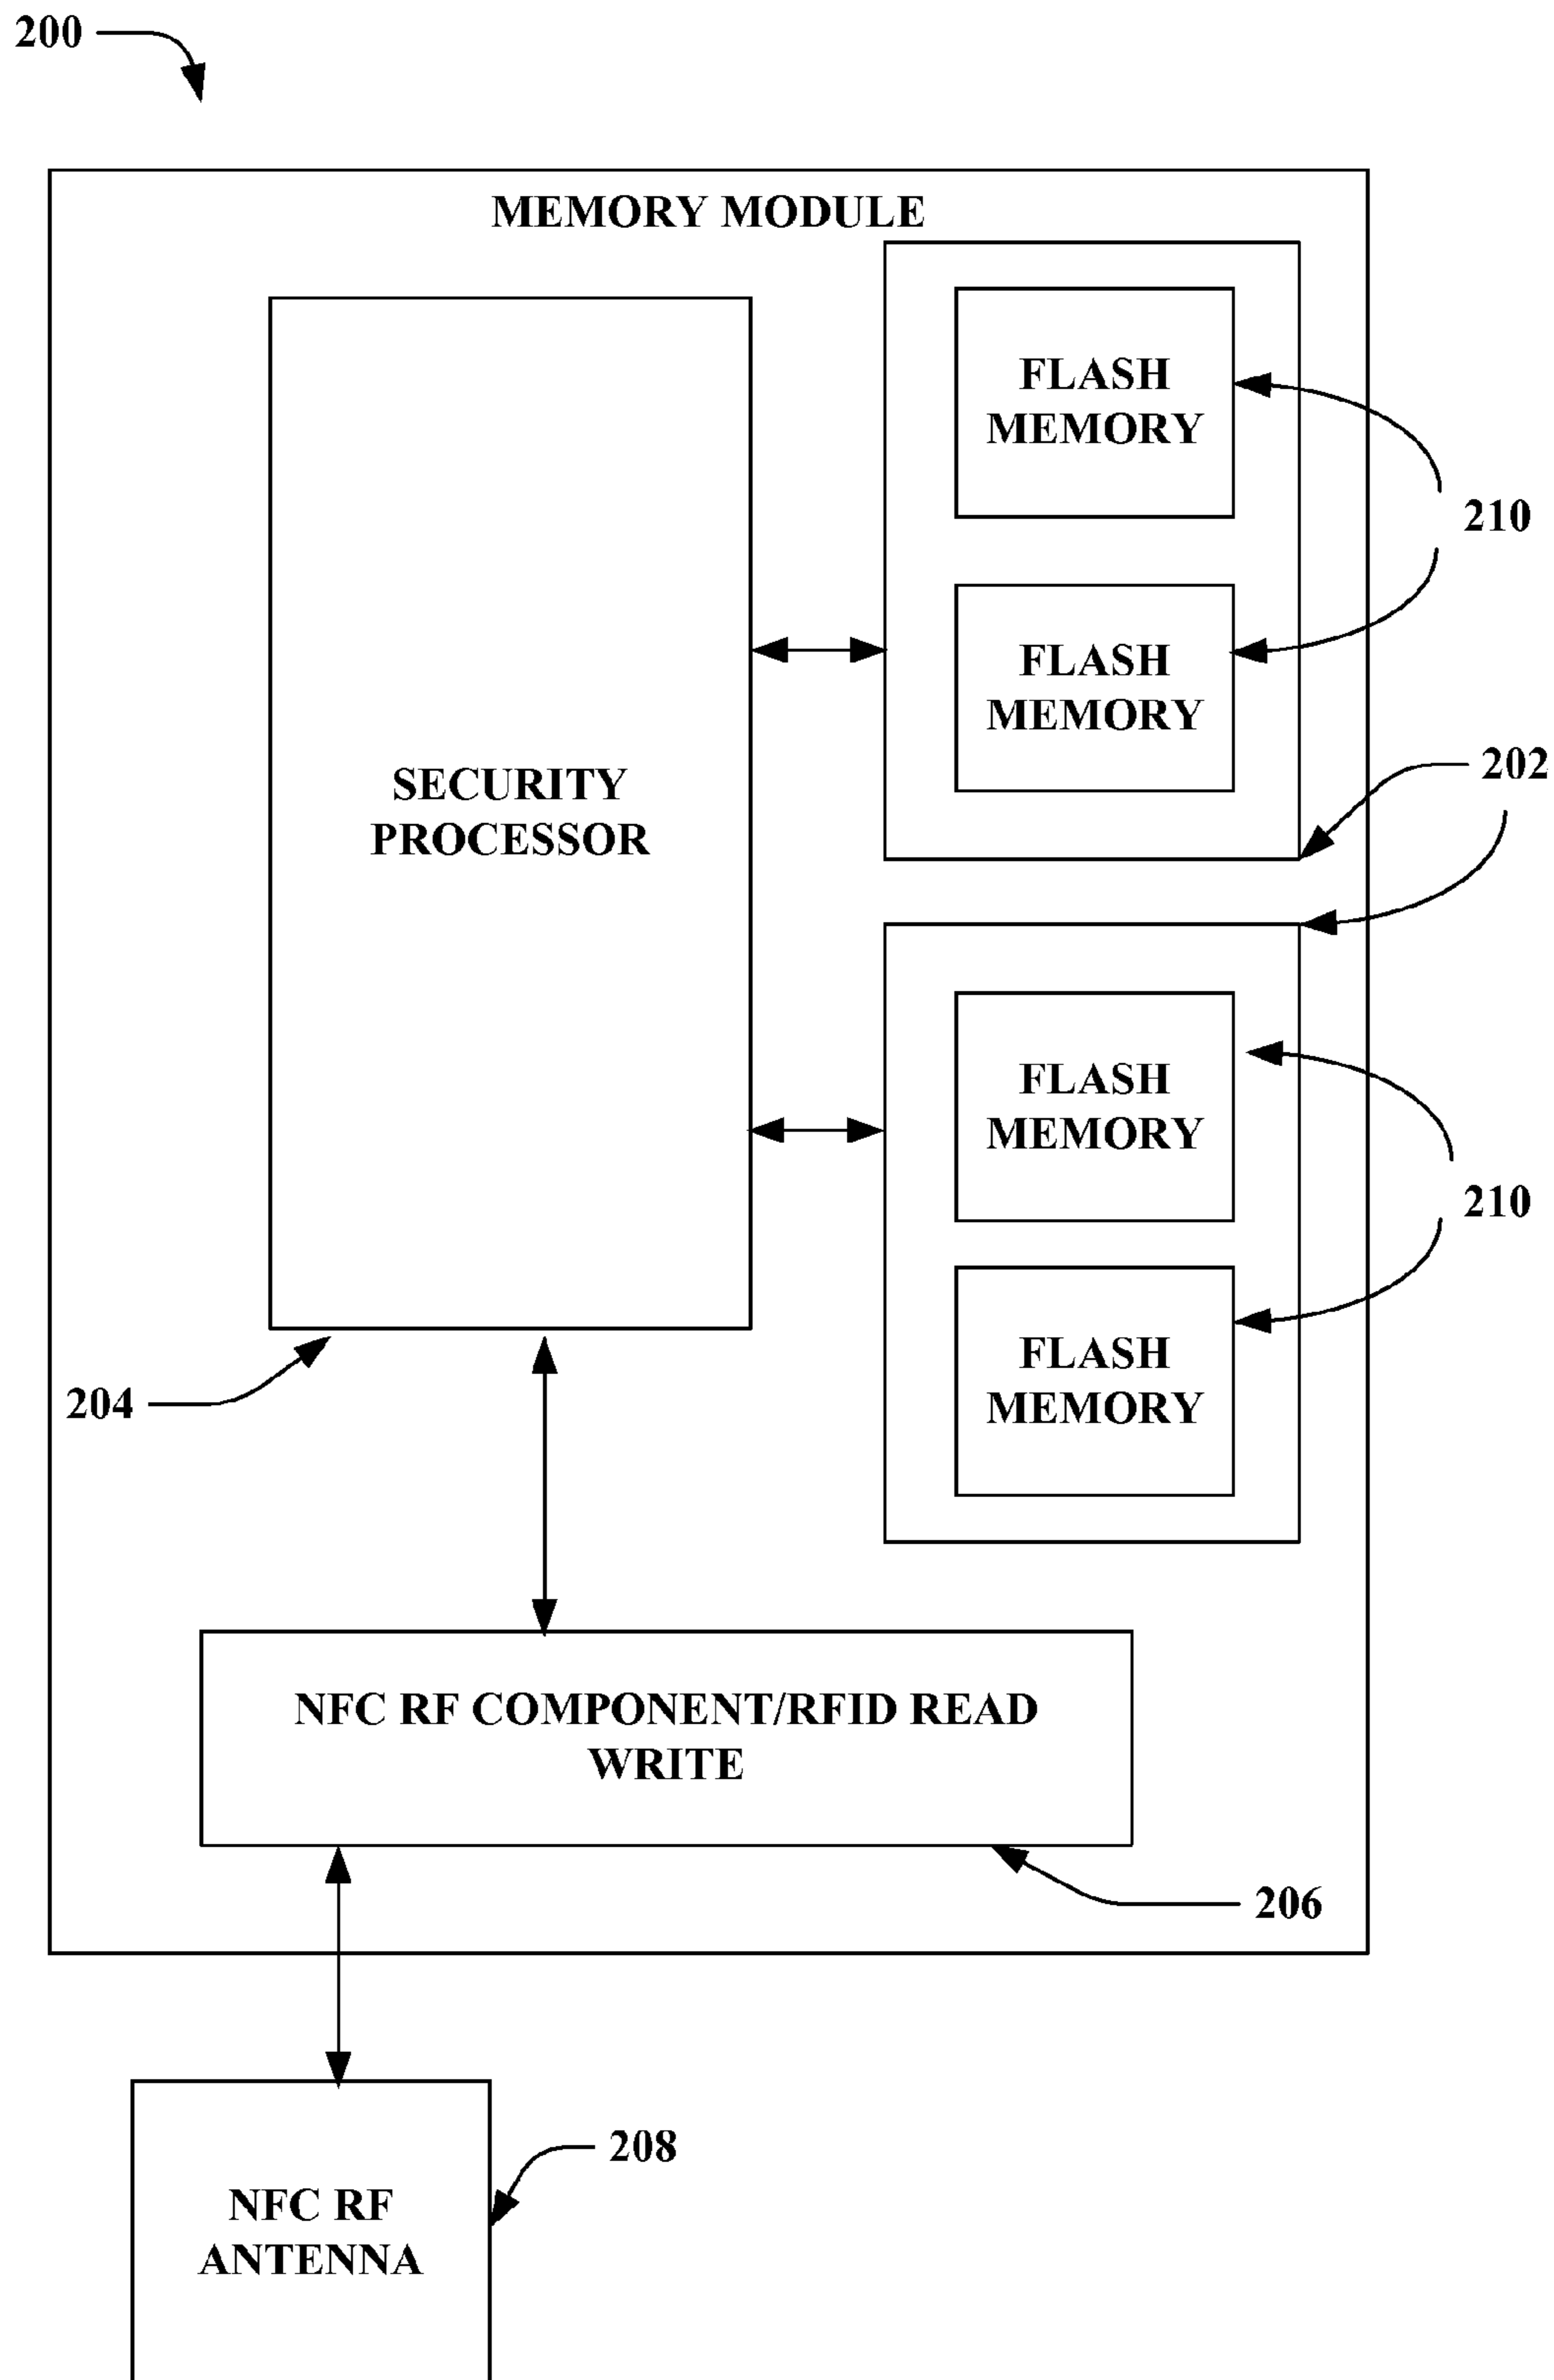 200
MEMORY MODULE
FLASH
MEMORY
210
FLASH
MEMORY
202
SECURITY
PROCESSOR
FLASH
MEMORY
210
FLASH
MEMORY
204
NFC RF COMPONENT/RFID READ
WRITE
206
208
NFC RF
ANTENNA